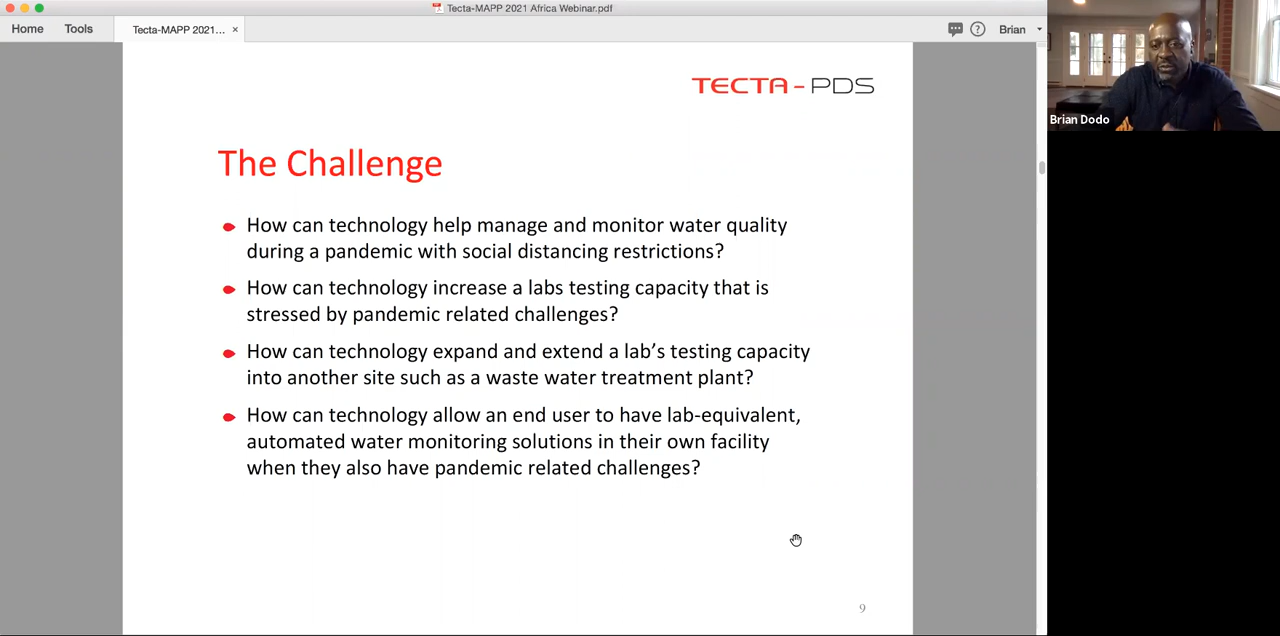 Tecta-MAPP 2021 Africa Webinar.pdf
Home Tools Tecta-MAPP 2021... × ? Brian
TECTA-PDS
The Challenge
How can technology help manage and monitor water quality
during a pandemic with social distancing restrictions?
How can technology increase a labs testing capacity that is
stressed by pandemic related challenges?
How can technology expand and extend a lab's testing capacity
into another site such as a waste water treatment plant?
How can technology allow an end user to have lab-equivalent,
automated water monitoring solutions in their own facility
when they also have pandemic related challenges?
9
Brian Dodo